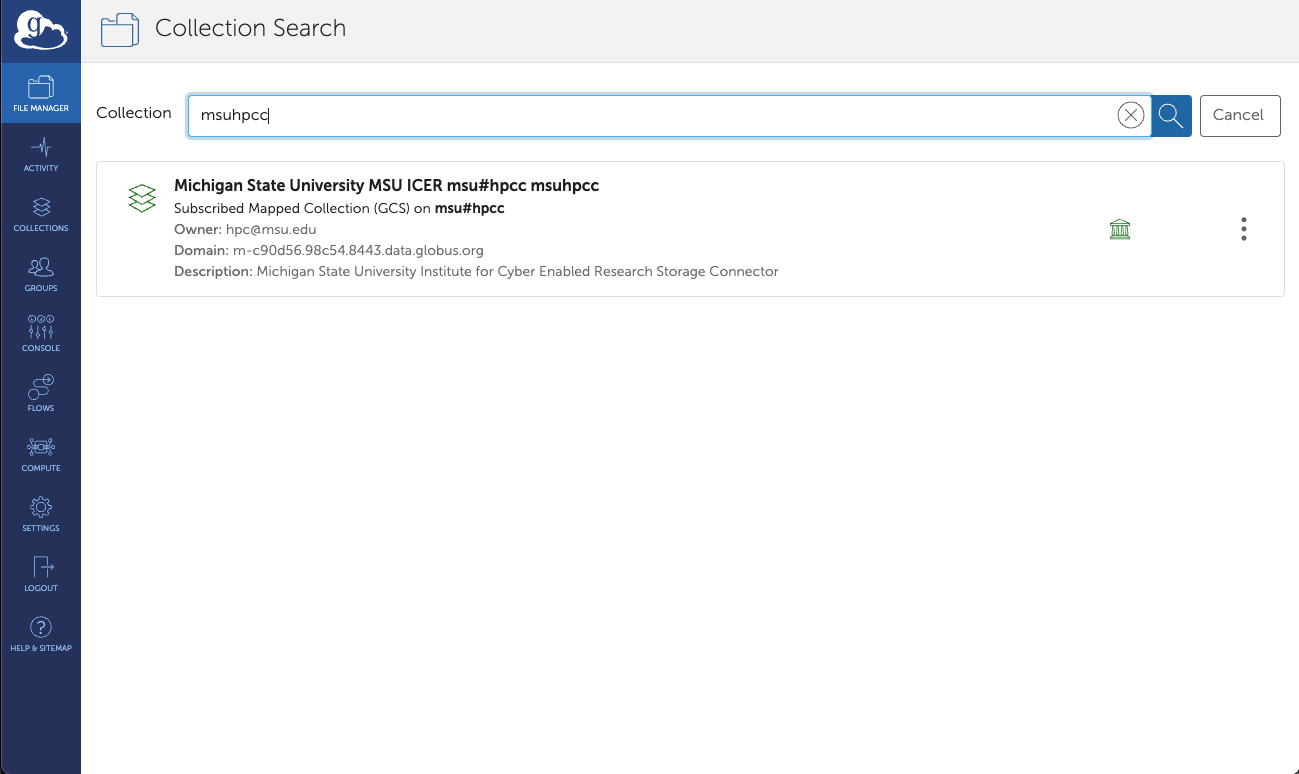 g
Collection Search
FILE MANAGER
ACTIVITY
COLLECTIONS
GROUPS
CONSOLE
FLOWS
COMPUTE
SETTINGS
LOGOUT
?
HELP & SITEMAP
Collection
msuhpcc
Cancel
Michigan State University MSU ICER msu#hpcc msuhpcc
Subscribed Mapped Collection (GCS) on msu#hpcc
Owner: hpc@msu.edu
Domain: m-c90d56.98c54.8443.data.globus.org
Description: Michigan State University Institute for Cyber Enabled Research Storage Connector